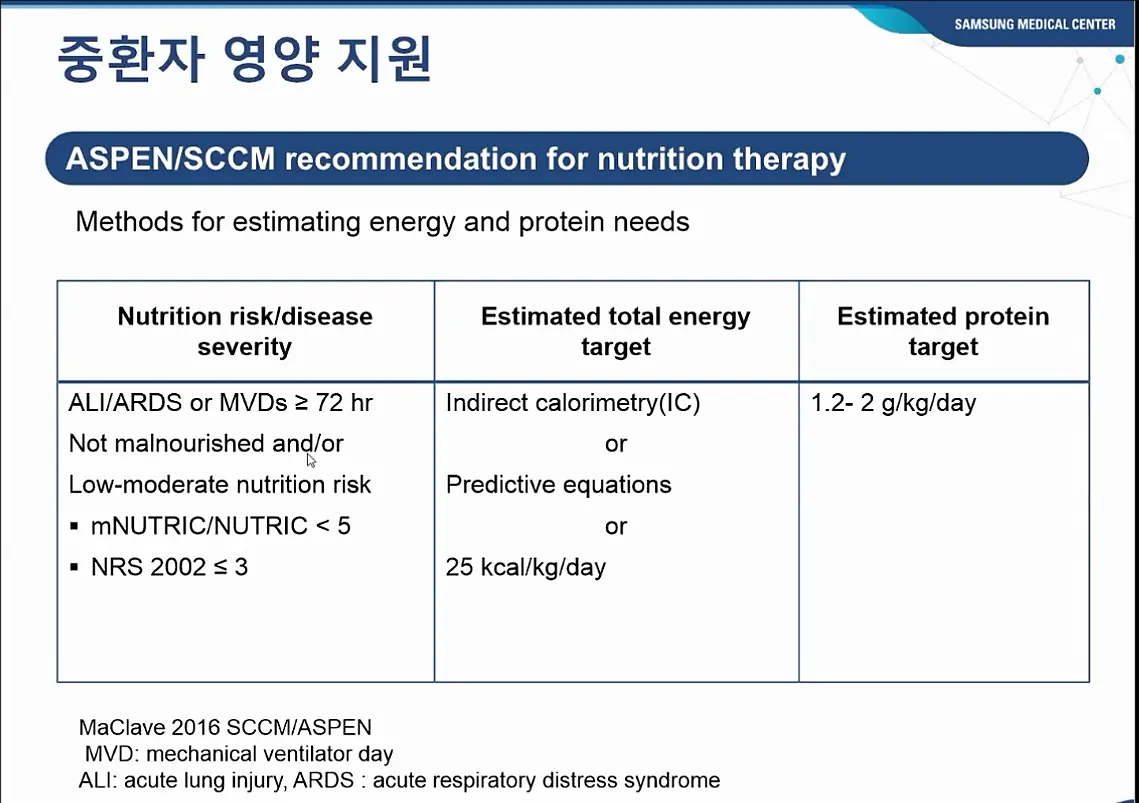 SAMSUNG MEDICAL CENTER
중환자 영양 지원
ASPEN/SCCM recommendation for nutrition therapy
Methods for estimating energy and protein needs
Nutrition risk/disease
severity
Estimated total energy
target
Estimated protein
target
ALI/ARDS or MVDs ≥ 72 hr
Not malnourished and/or
Low-moderate nutrition risk
▪ mNUTRIC/NUTRIC < 5
▪ NRS 2002 ≤ 3
Indirect calorimetry(IC)
or
Predictive equations
or
25 kcal/kg/day
1.2- 2 g/kg/day
MaClave 2016 SCCM/ASPEN
MVD: mechanical ventilator day
ALI: acute lung injury, ARDS : acute respiratory distress syndrome